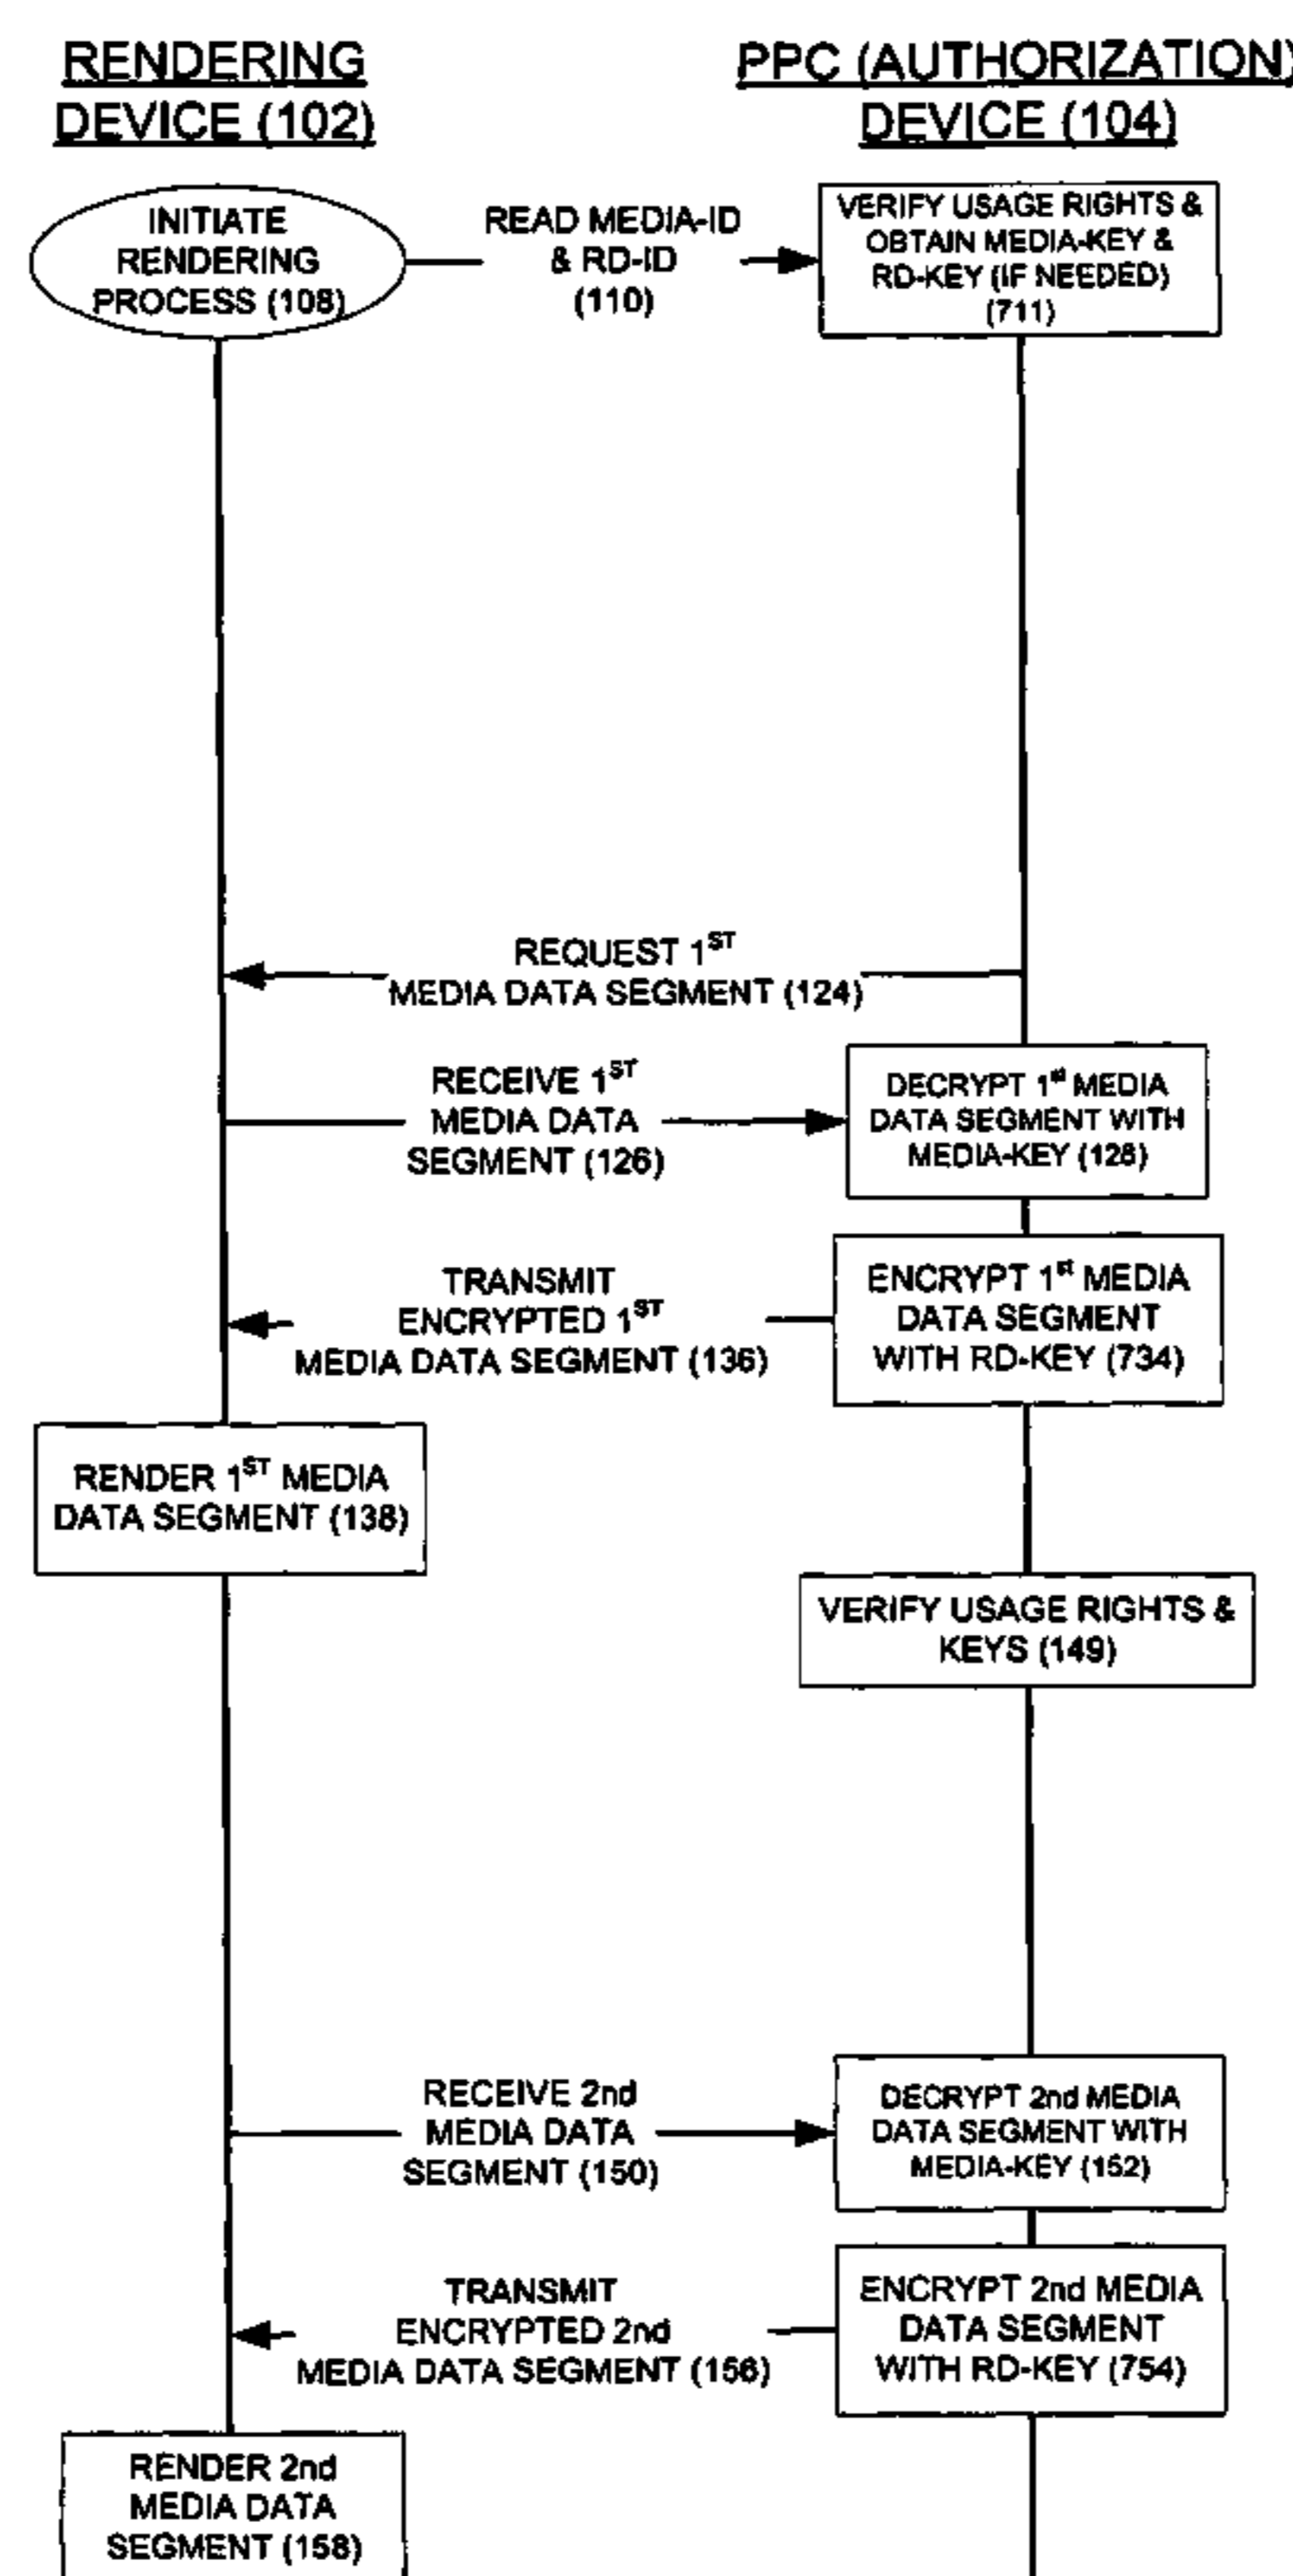 RENDERING
DEVICE (102)
PPC (AUTHORIZATION)
DEVICE (104)
INITIATE
RENDERING
PROCESS (108)
READ MEDIA-ID
& RD-ID
(110)
VERIFY USAGE RIGHTS &
OBTAIN MEDIA-KEY &
RD-KEY (IF NEEDED)
(711)
REQUEST 1ST
MEDIA DATA SEGMENT (124)
RECEIVE 1ST
MEDIA DATA
SEGMENT (126)
DECRYPT 1st MEDIA
DATA SEGMENT WITH
MEDIA-KEY (128)
TRANSMIT
ENCRYPTED 1ST
MEDIA DATA SEGMENT (136)
ENCRYPT 1st MEDIA
DATA SEGMENT
WITH RD-KEY (734)
RENDER 1ST MEDIA
DATA SEGMENT (138)
VERIFY USAGE RIGHTS &
KEYS (149)
RECEIVE 2nd
MEDIA DATA
SEGMENT (150)
DECRYPT 2nd MEDIA
DATA SEGMENT WITH
MEDIA-KEY (152)
TRANSMIT
ENCRYPTED 2nd
MEDIA DATA SEGMENT (156)
ENCRYPT 2nd MEDIA
DATA SEGMENT
WITH RD-KEY (754)
RENDER 2nd
MEDIA DATA
SEGMENT (158)